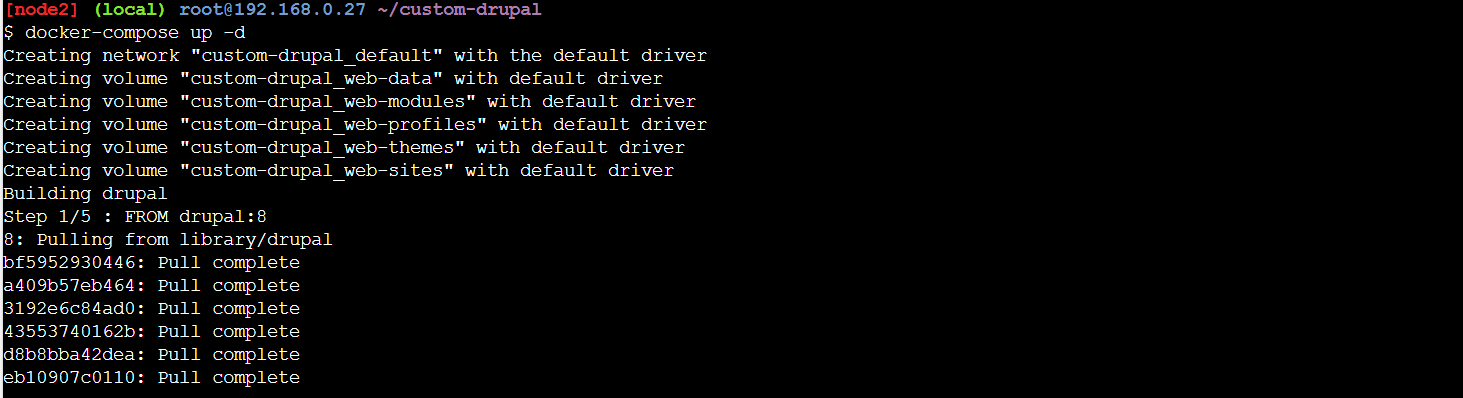 [node2] (local) root@192.168.0.27 ~/custom-drupal
$ docker-compose up -d
Creating network "custom-drupal_default" with the default driver
Creating volume "custom-drupal_web-data" with default driver
Creating volume "custom-drupal_web-modules" with default driver
Creating volume "custom-drupal_web-profiles" with default driver
Creating volume "custom-drupal_web-themes" with default driver
Creating volume "custom-drupal_web-sites" with default driver
Building drupal
Step 1/5 : FROM drupal:8
8: Pulling from library/drupal
bf5952930446: Pull complete
a409b57eb464: Pull complete
3192e6c84ad0: Pull complete
43553740162b: Pull complete
d8b8bba42dea: Pull complete
eb10907c0110: Pull complete